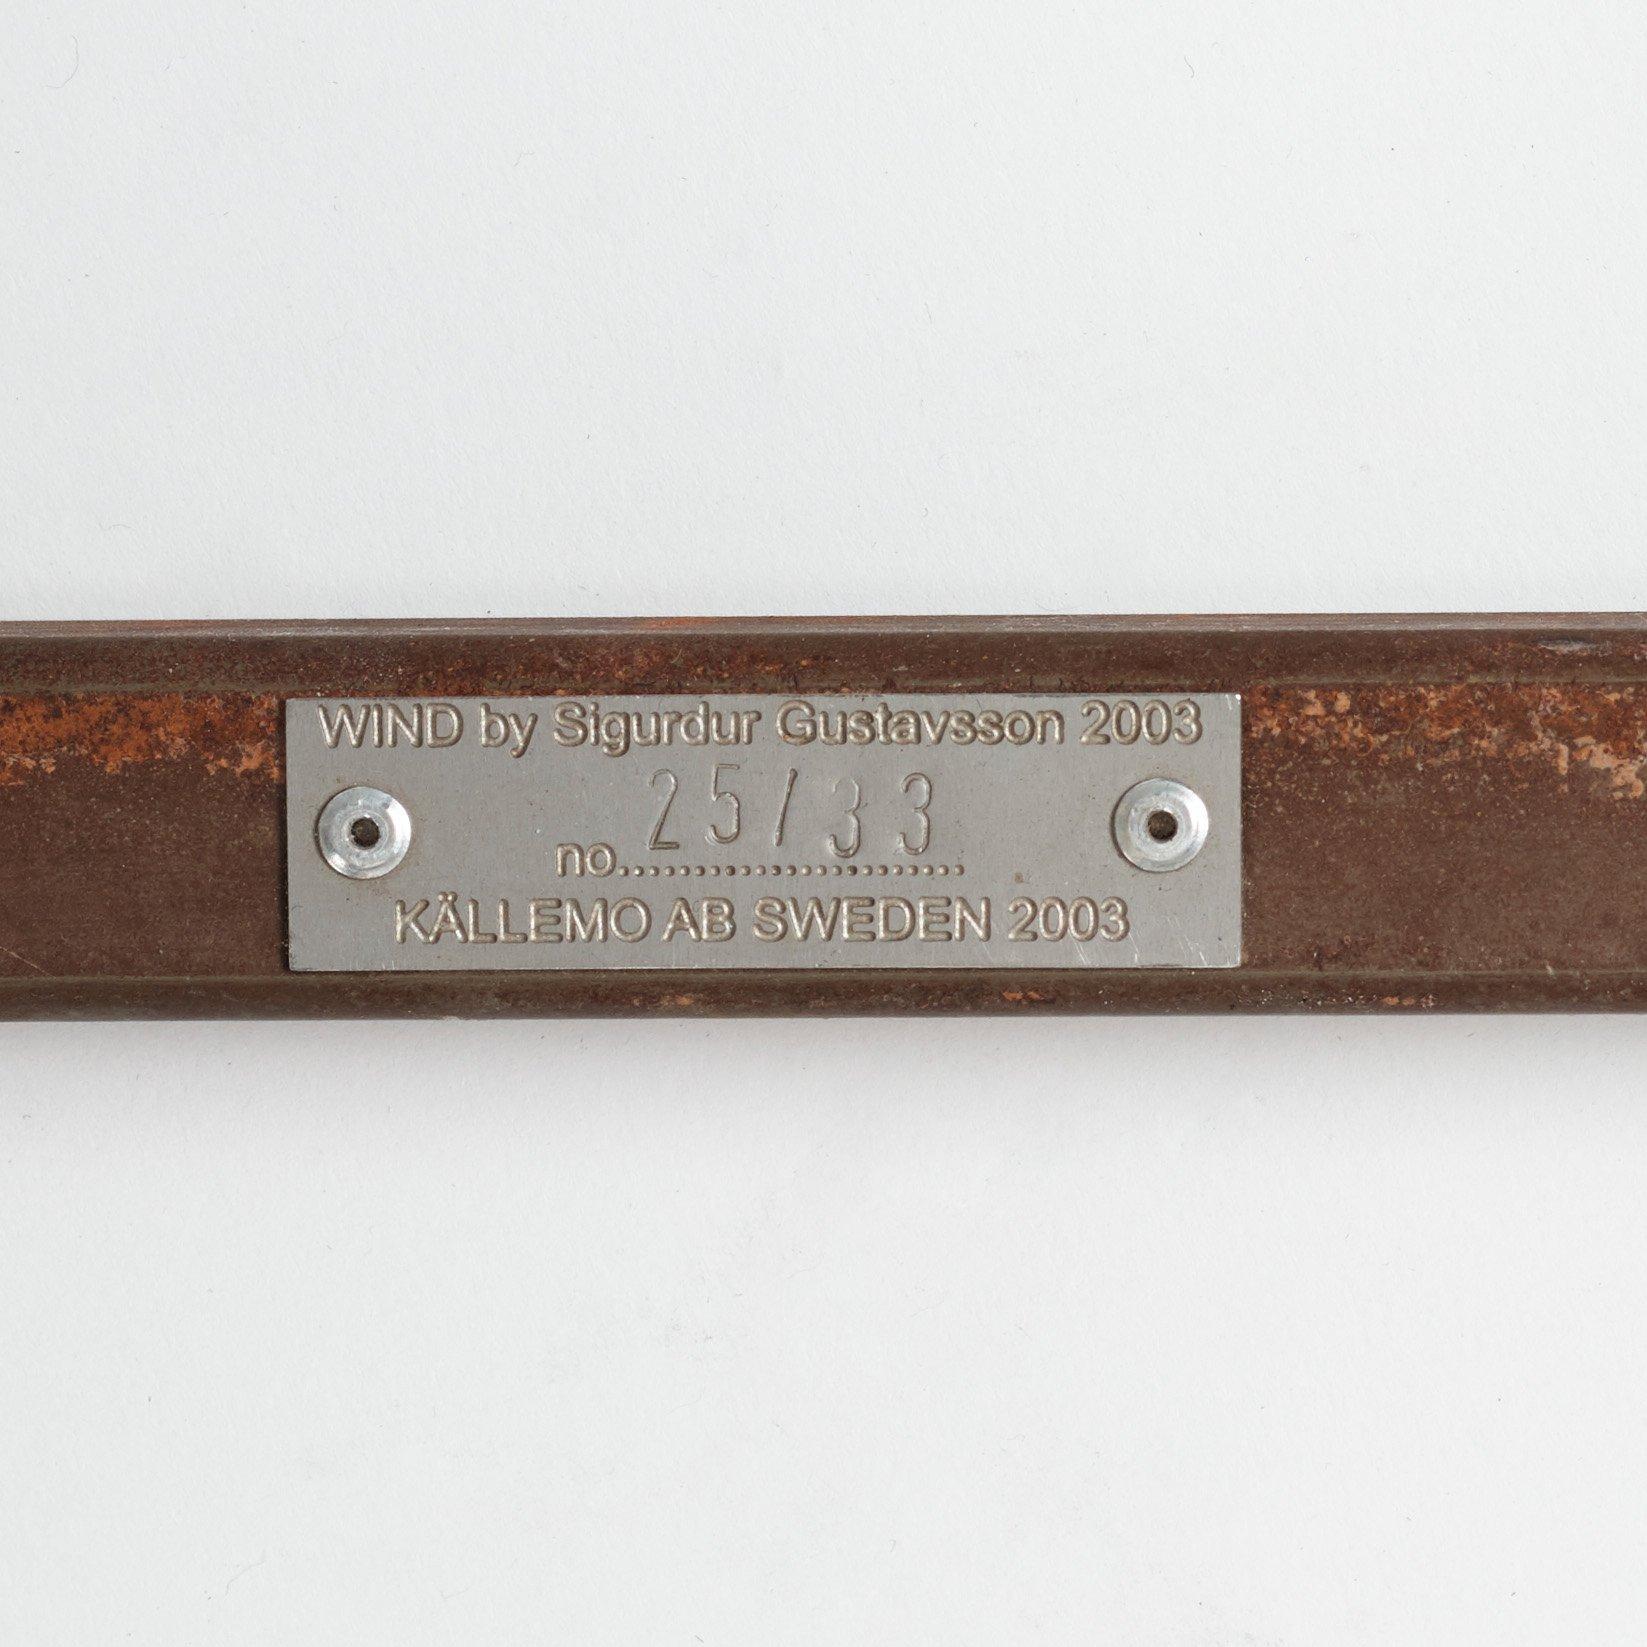 WIND by Sigurdur Gustavsson 2003
no. 25/33
KÄLLEMO AB SWEDEN 2003